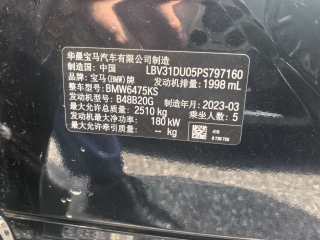 华晨宝马汽车有限公司制造
制造国: 中国 LBV31DU05PS797160
品牌: 宝马(BMW)牌 发动机排量: 1998 mL
整车型号: BMW6475KS
发动机型号: B48B20G 制造年月: 2023-03
最大允许总质量: 2510 kg 乘坐人数: 5
发动机最大净功率: 180 kW
最大允许牵引质量: -- kg